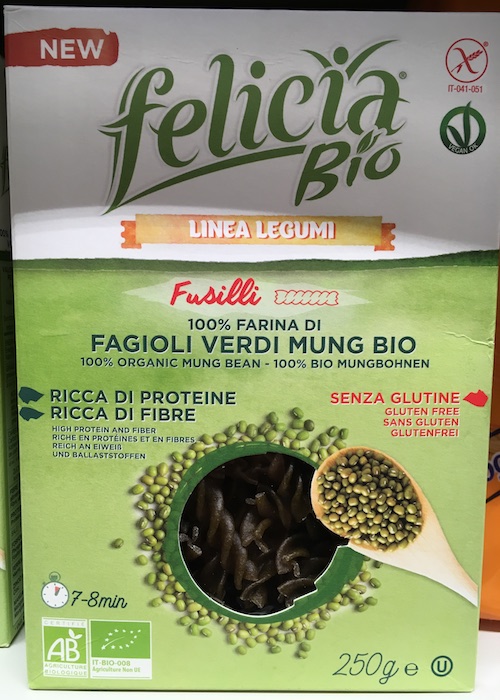 NEW
felicia®
Bio
IT-041-051
VEGAN OK
LINEA LEGUMI
Fusilli
100% FARINA DI
FAGIOLI VERDI MUNG BIO
100% ORGANIC MUNG BEAN - 100% BIO MUNGBOHNEN
RICCA DI PROTEINE
RICCA DI FIBRE
HIGH PROTEIN AND FIBER
RICHE EN PROTÉINES ET EN FIBRES
REICH AN EIWEIß
UND BALLASTSTOFFEN
SENZA GLUTINE
GLUTEN FREE
SANS GLUTEN
GLUTENFREI
7-8min
CERTIFIÉ
AB
AGRICULTURE
BIOLOGIQUE
IT-BIO-008
Agriculture Non UE
250g e U